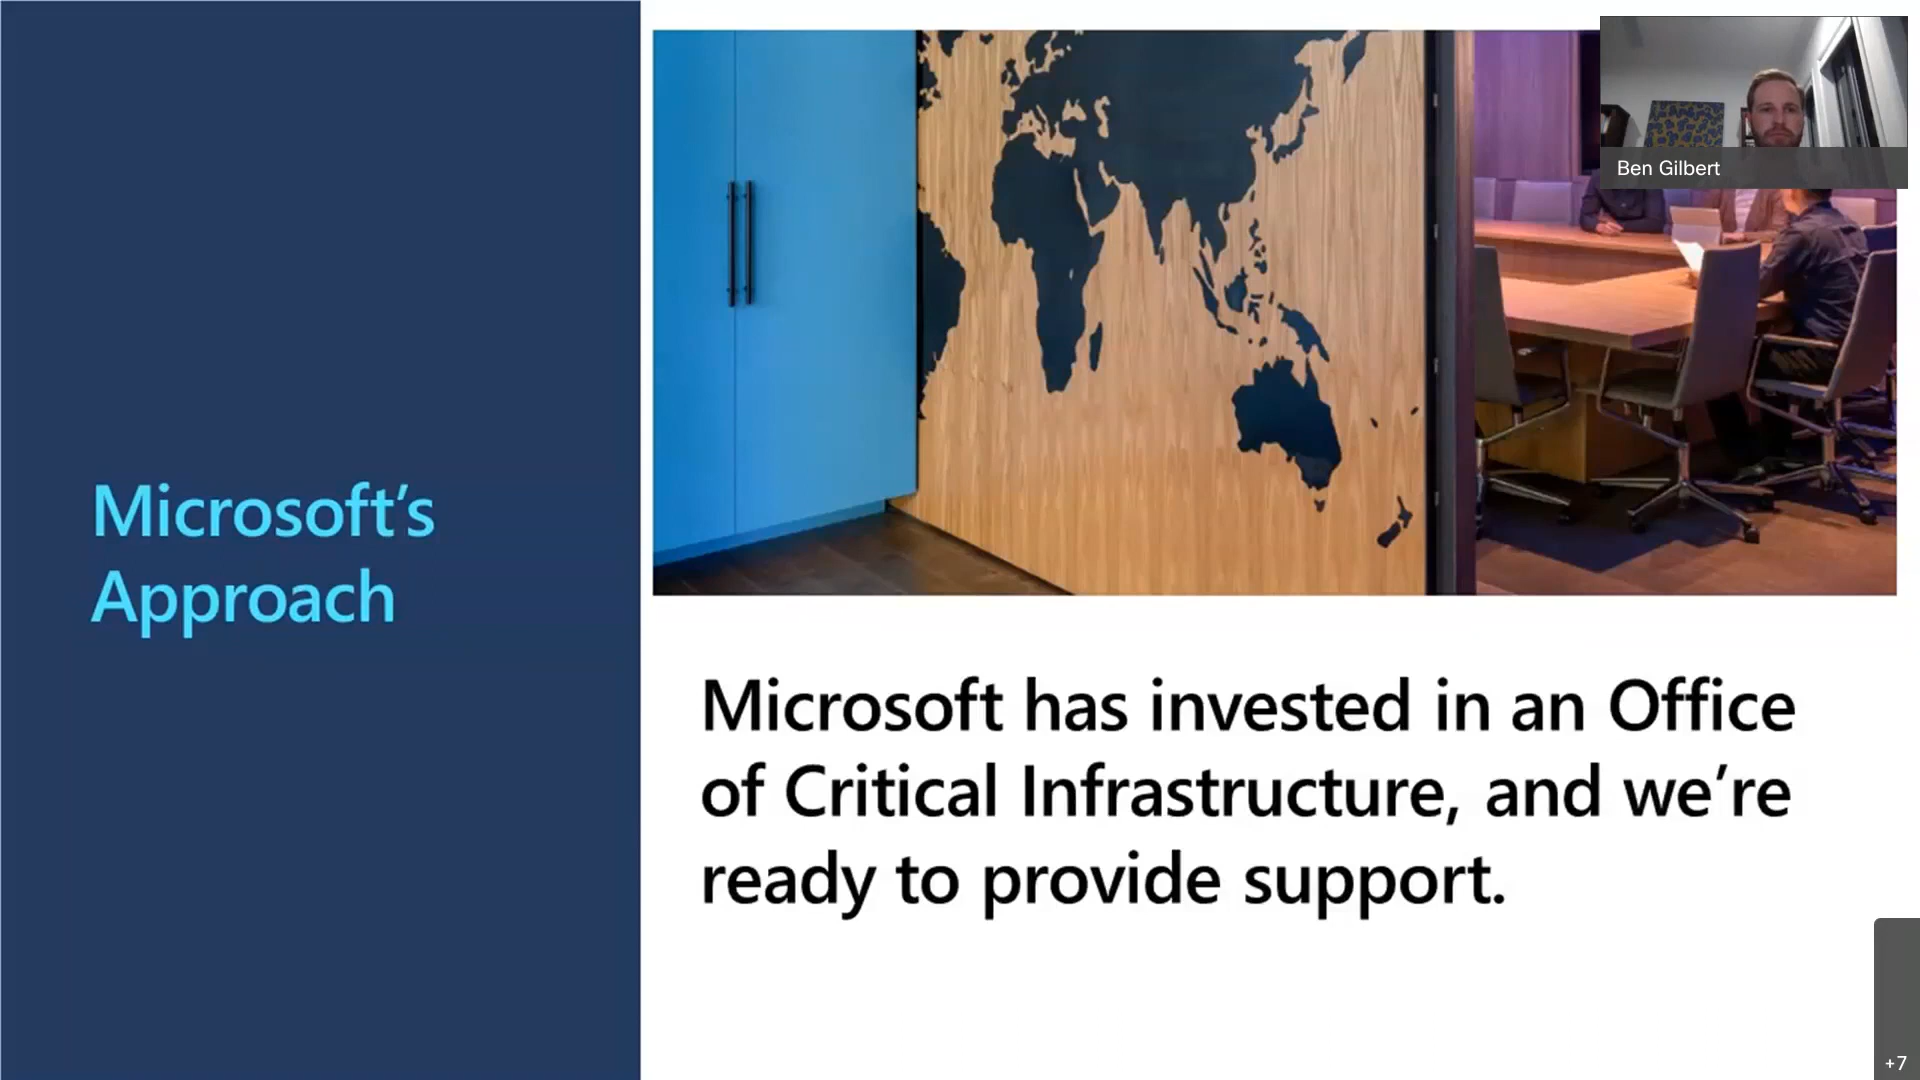 Ben Gilbert
Microsoft’s
Approach
Microsoft has invested in an Office
of Critical Infrastructure, and we’re
ready to provide support.
+7